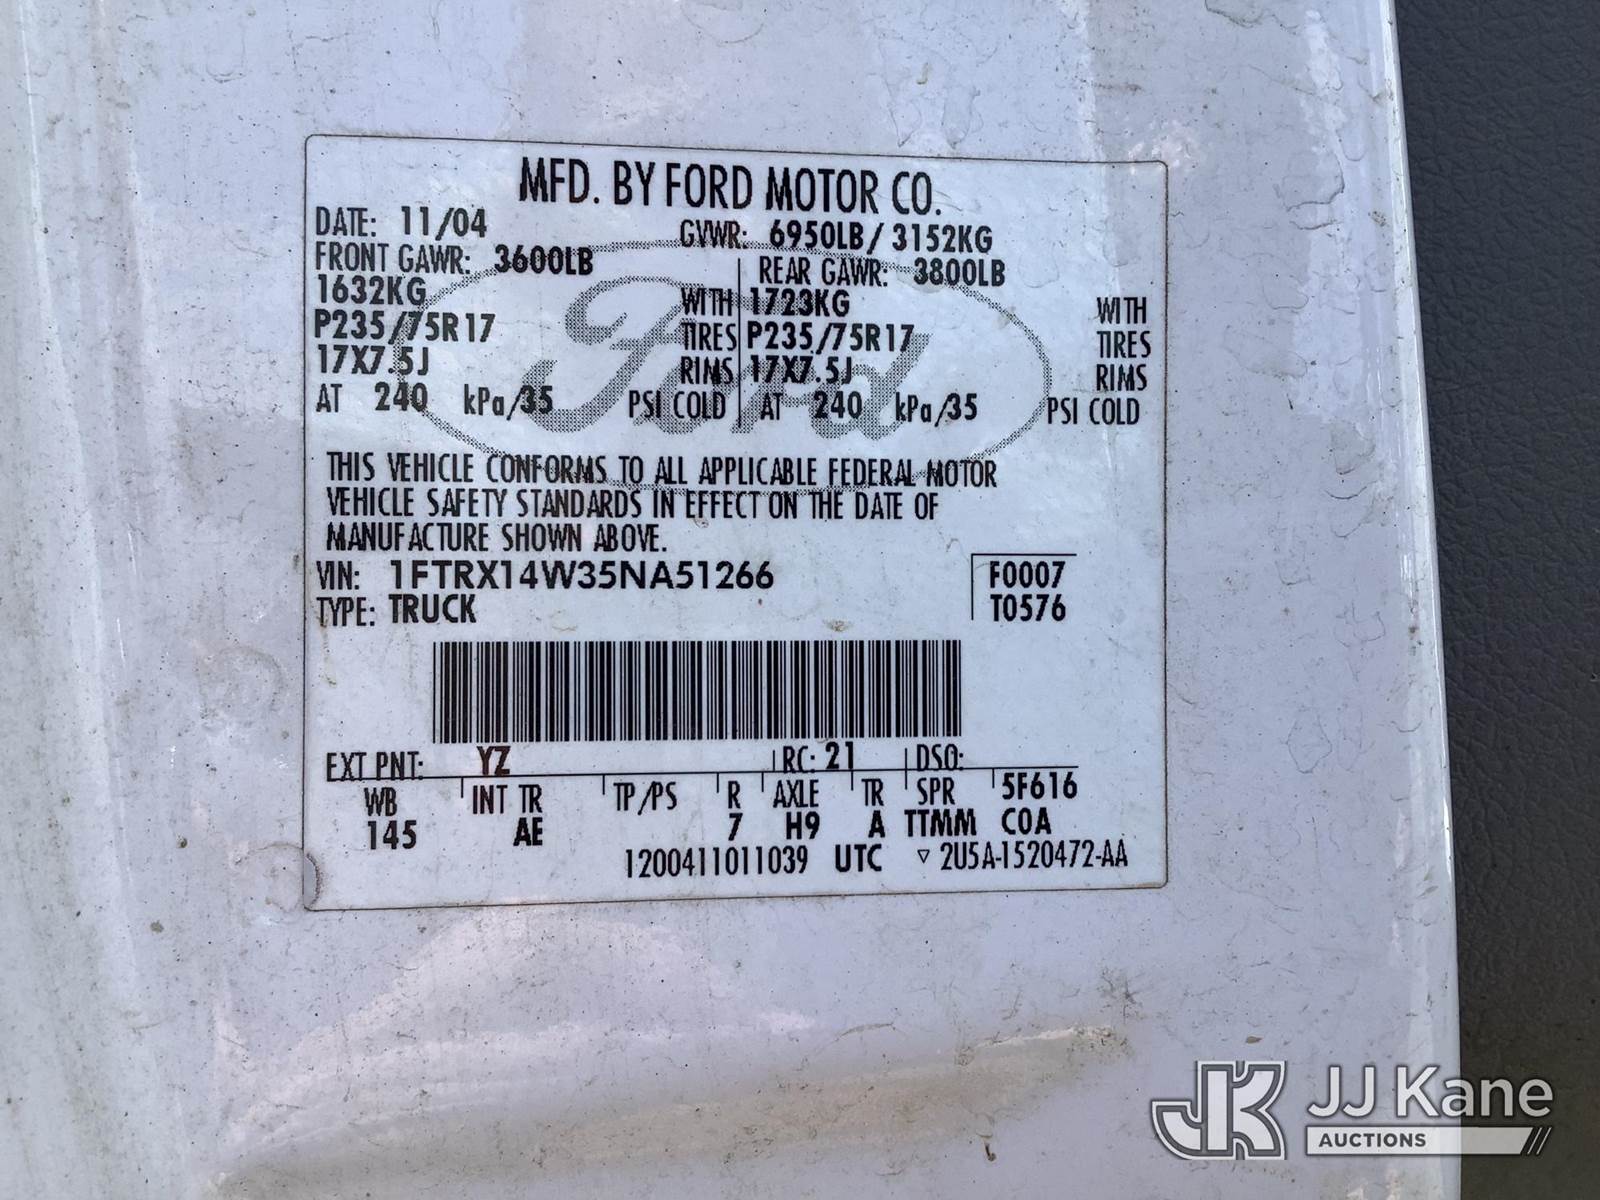 MFD. BY FORD MOTOR CO.
DATE: 11/04 GVWR: 6950LB/ 3152KG
FRONT GAWR: 3600LB REAR GAWR: 3800LB
1632KG WITH 1723KG WITH
P235/75R17 TIRES P235/75R17 TIRES
17X7.5J RIMS 17X7.5J RIMS
AT 240 kPa/35 PSI COLD AT 240 kPa/35 PSI COLD
Ford
THIS VEHICLE CONFORMS TO ALL APPLICABLE FEDERAL MOTOR
VEHICLE SAFETY STANDARDS IN EFFECT ON THE DATE OF
MANUFACTURE SHOWN ABOVE.
VIN: 1FTRX14W35NA51266 F0007
TYPE: TRUCK T0576
EXT PNT: YZ RC: 21 DSO:
WB INT TR TP/PS R AXLE TR SPR 5F616
145 AE 7 H9 A TTMM COA
1200411011039 UTC ▿ 2U5A-1520472-AA
JK JJ Kane
AUCTIONS